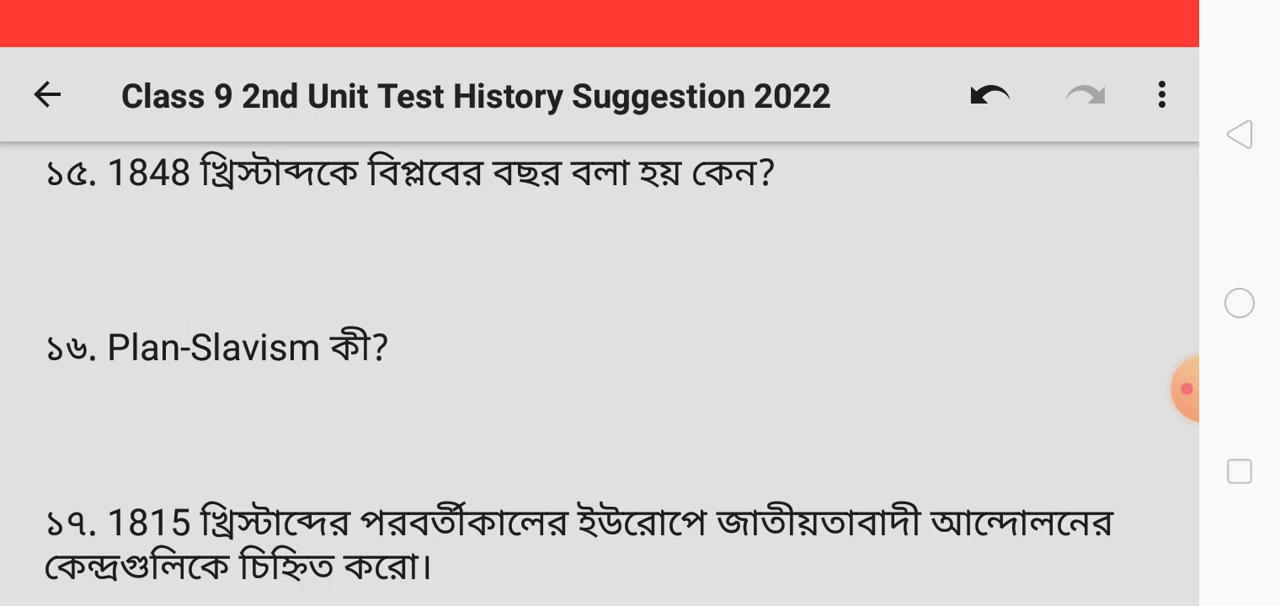 Class 9 2nd Unit Test History Suggestion 2022
১৫. 1848 খ্রিস্টাব্দকে বিপ্লবের বছর বলা হয় কেন?
১৬. Plan-Slavism কী?
১৭. 1815 খ্রিস্টাব্দের পরবর্তীকালের ইউরোপে জাতীয়তাবাদী আন্দোলনের
কেন্দ্রগুলিকে চিহ্নিত করো।